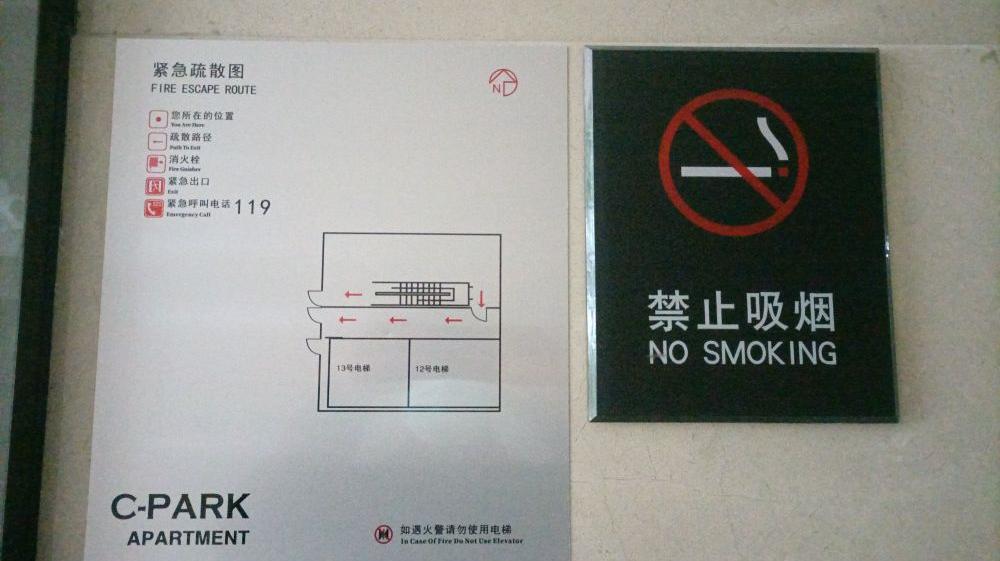 紧急疏散图
FIRE ESCAPE ROUTE
N
您所在的位置
You Are Here
疏散路径
Path To Exit
消火栓
Fire Guisher
紧急出口
Exit
紧急呼叫电话 119
Emergency Call
13号电梯
12号电梯
C-PARK
APARTMENT
如遇火警请勿使用电梯
In Case Of Fire Do Not Use Elevator
禁止吸烟
NO SMOKING